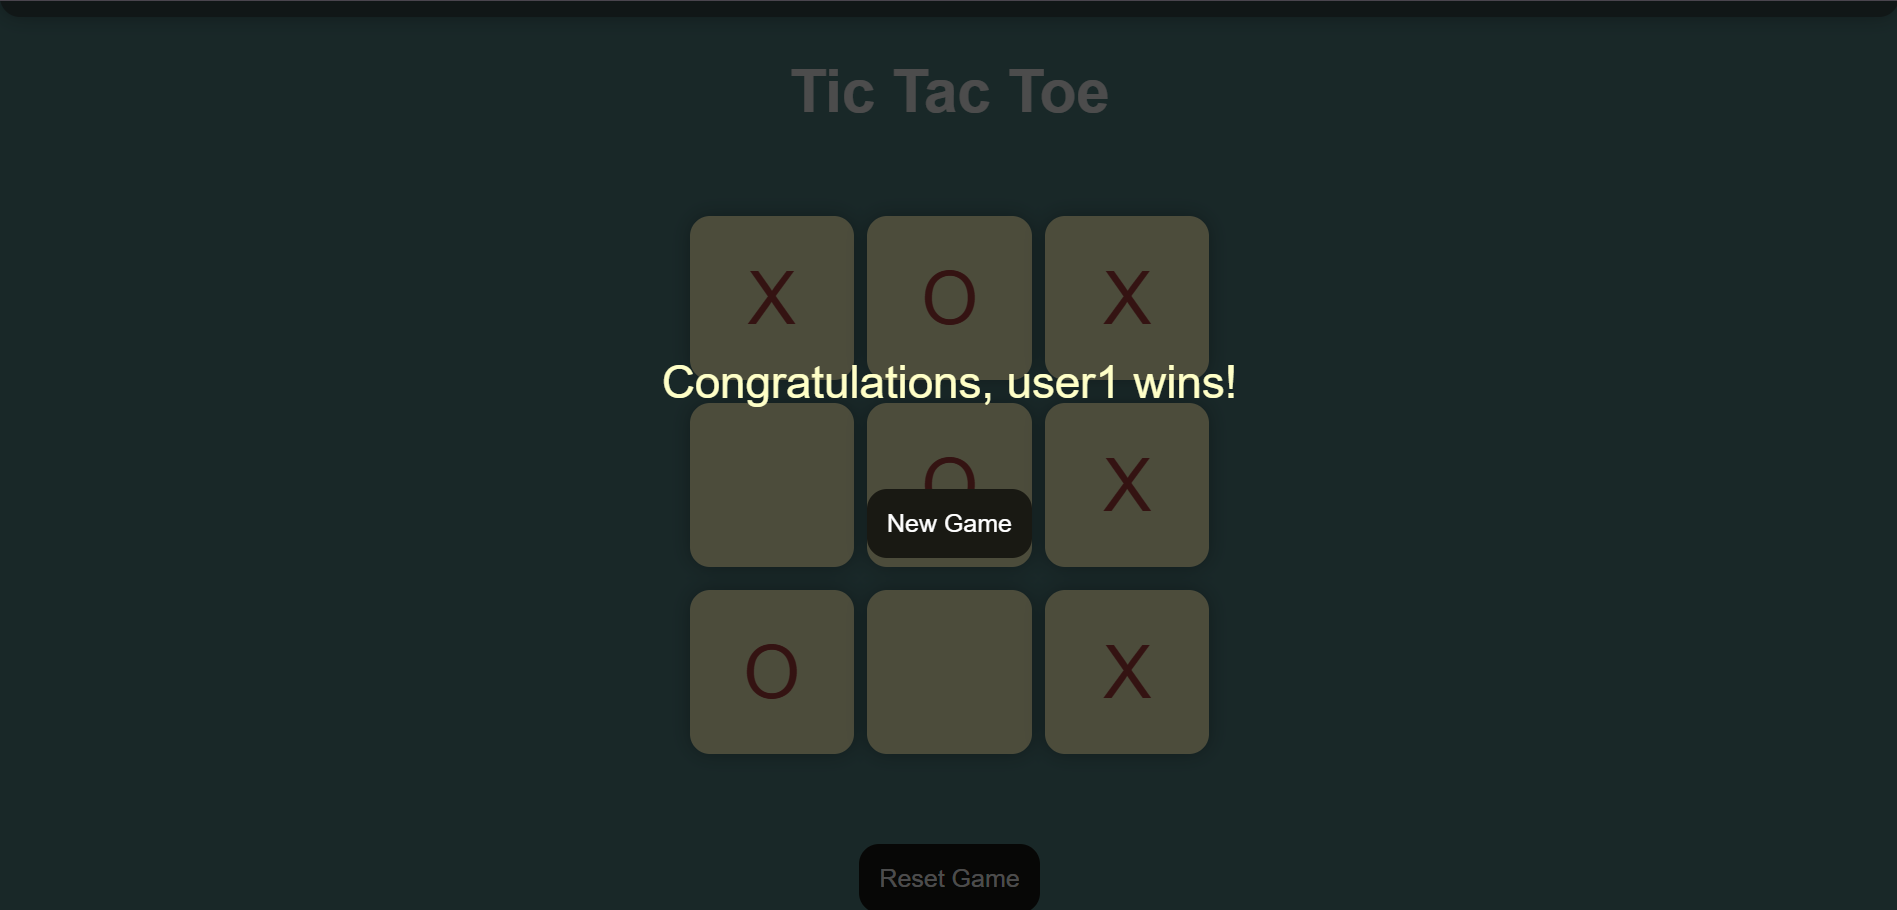 Tic Tac Toe
X O X
Congratulations, user1 wins!
O X
New Game
O X
Reset Game